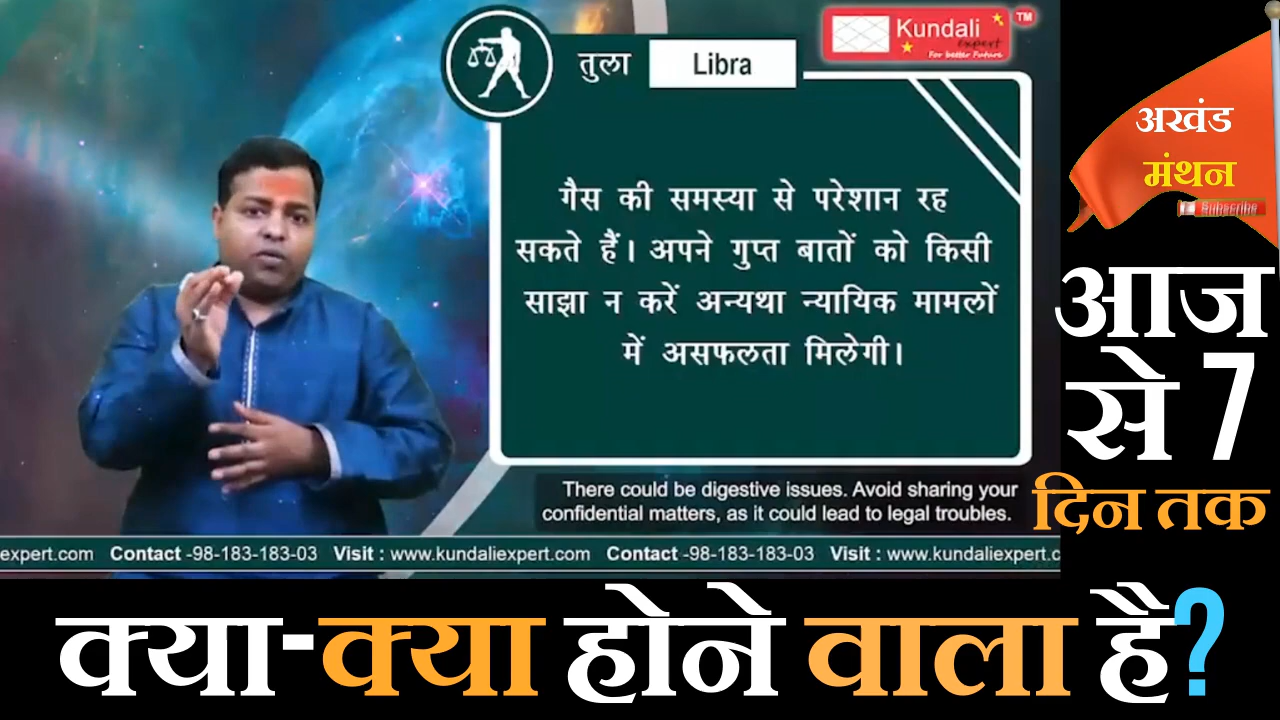 तुला
Libra
Kundali
expert
For better Future
TM
गैस की समस्या से परेशान रह
सकते हैं। अपने गुप्त बातों को किसी
साझा न करें अन्यथा न्यायिक मामलों
में असफलता मिलेगी।
There could be digestive issues. Avoid sharing your
confidential matters, as it could lead to legal troubles.
expert.com Contact -98-183-183-03 Visit : www.kundaliexpert.com Contact -98-183-183-03 Visit : www.kundaliexpert.c
अखंड
मंथन
Subscribe
आज
से 7
दिन तक
क्या-क्या होने वाला है?